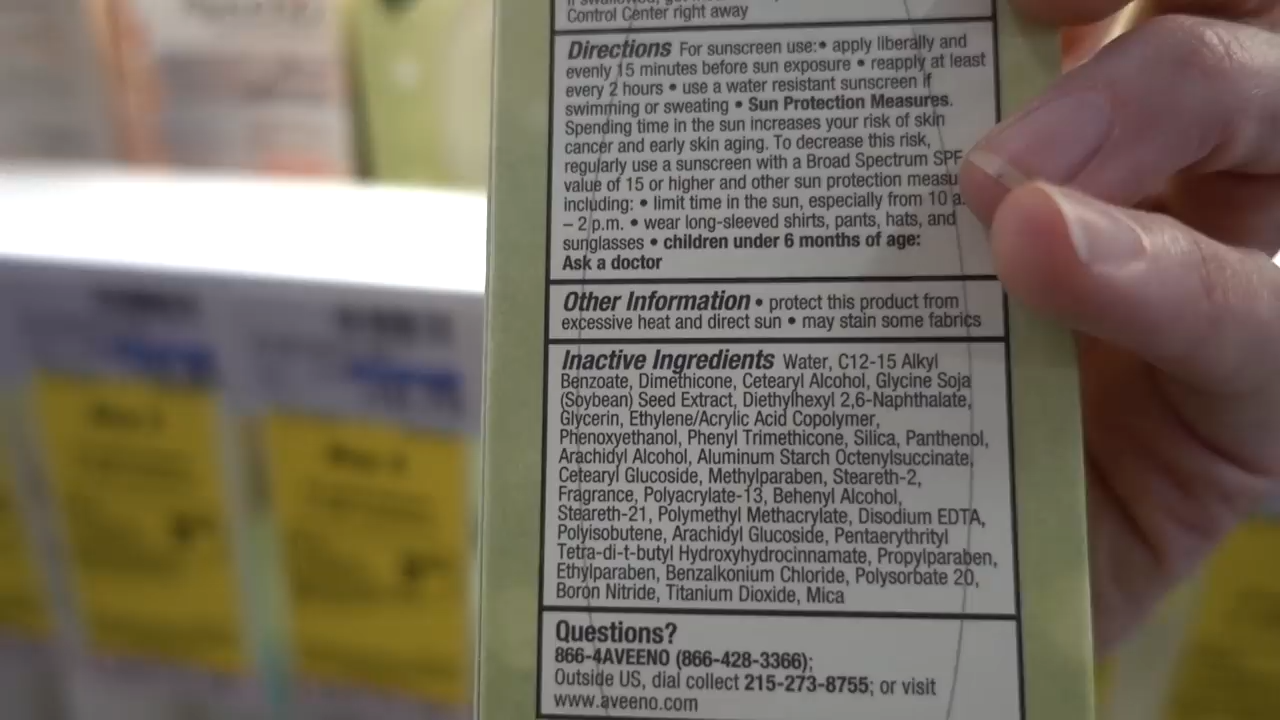 Control Center right away
Directions For sunscreen use: • apply liberally and
evenly 15 minutes before sun exposure • reapply at least
every 2 hours • use a water resistant sunscreen if
swimming or sweating • Sun Protection Measures.
Spending time in the sun increases your risk of skin
cancer and early skin aging. To decrease this risk,
regularly use a sunscreen with a Broad Spectrum SPF
value of 15 or higher and other sun protection measu
including: • limit time in the sun, especially from 10 a.
– 2 p.m. • wear long-sleeved shirts, pants, hats, and
sunglasses • children under 6 months of age:
Ask a doctor
Other Information • protect this product from
excessive heat and direct sun • may stain some fabrics
Inactive Ingredients Water, C12-15 Alkyl
Benzoate, Dimethicone, Cetearyl Alcohol, Glycine Soja
(Soybean) Seed Extract, Diethylhexyl 2,6-Naphthalate,
Glycerin, Ethylene/Acrylic Acid Copolymer,
Phenoxyethanol, Phenyl Trimethicone, Silica, Panthenol,
Arachidyl Alcohol, Aluminum Starch Octenylsuccinate,
Cetearyl Glucoside, Methylparaben, Steareth-2,
Fragrance, Polyacrylate-13, Behenyl Alcohol,
Steareth-21, Polymethyl Methacrylate, Disodium EDTA,
Polyisobutene, Arachidyl Glucoside, Pentaerythrityl
Tetra-di-t-butyl Hydroxyhydrocinnamate, Propylparaben,
Ethylparaben, Benzalkonium Chloride, Polysorbate 20,
Boron Nitride, Titanium Dioxide, Mica
Questions?
866-4AVEENO (866-428-3366);
Outside US, dial collect 215-273-8755; or visit
www.aveeno.com